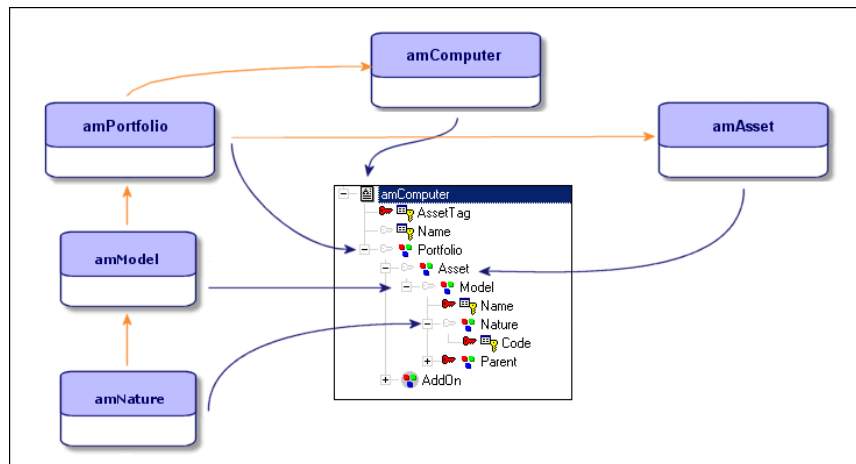 amComputer
amPortfolio
amAsset
amComputer
AssetTag
Name
Portfolio
amModel
Asset
Model
Name
Nature
Code
Parent
amNature
AddOn